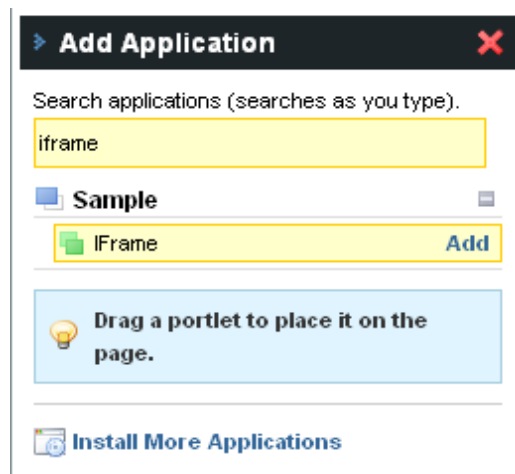 Add Application
Search applications (searches as you type).
iframe
Sample
IFrame Add
Drag a portlet to place it on the
page.
Install More Applications